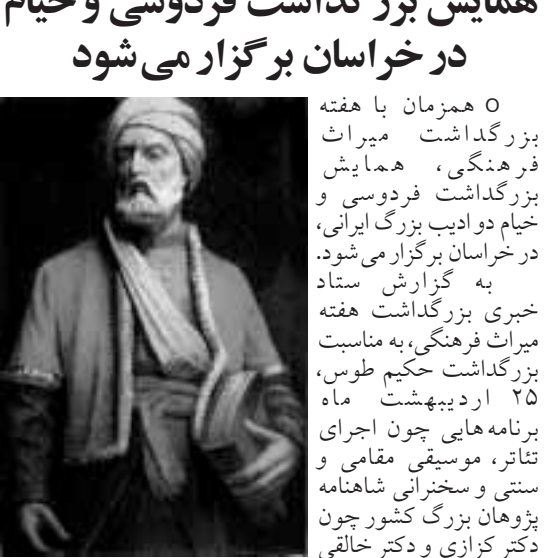 همایش بزرگداشت فردوسی و خیام
در خراسان برگزار می‌شود
o همزمان با هفته
بزرگداشت میراث
فرهنگی، همایش
بزرگداشت فردوسی و
خیام دو ادیب بزرگ ایرانی،
در خراسان برگزار می‌شود.
به گزارش ستاد
خبری بزرگداشت هفته
میراث فرهنگی، به مناسبت
بزرگداشت حکیم طوس،
۲۵ اردیبهشت ماه
برنامه‌هایی چون اجرای
تئاتر، موسیقی مقامی و
سنتی و سخنرانی شاهنامه
پژوهان بزرگ کشور چون
دکتر کزازی و دکتر خالقی